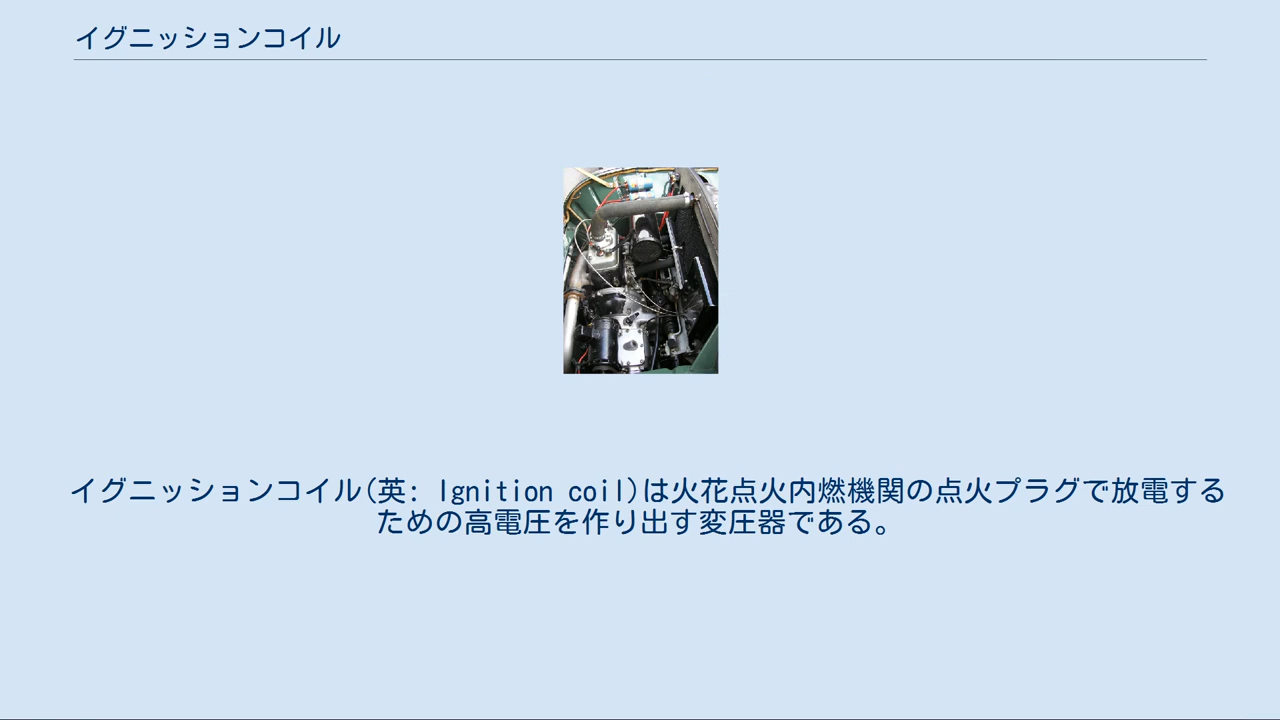 イグニッションコイル
イグニッションコイル(英: Ignition coil)は火花点火内燃機関の点火プラグで放電する
ための高電圧を作り出す変圧器である。